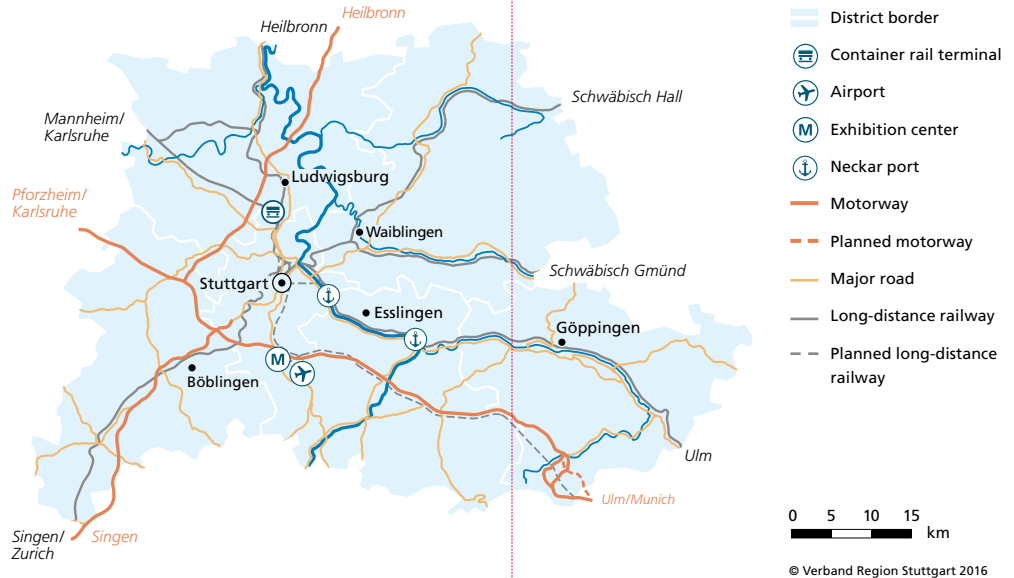 Heilbronn
Heilbronn
Schwäbisch Hall
Mannheim/
Karlsruhe
Ludwigsburg
Pforzheim/
Karlsruhe
Waiblingen
Schwäbisch Gmünd
Stuttgart
Esslingen
Göppingen
M
Böblingen
Ulm
Ulm/Munich
Singen/
Zurich
Singen
District border
Container rail terminal
Airport
M
Exhibition center
Neckar port
Motorway
Planned motorway
Major road
Long-distance railway
Planned long-distance
railway
0 5 10 15
km
© Verband Region Stuttgart 2016